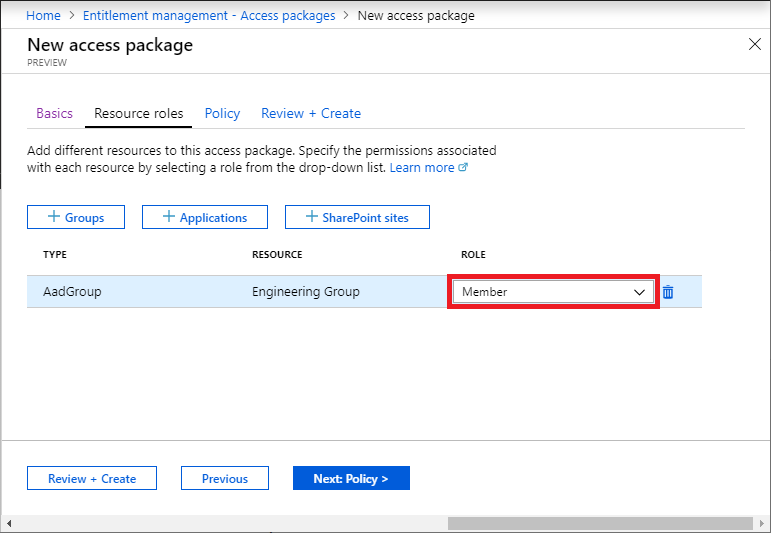 Home > Entitlement management - Access packages > New access package
New access package
PREVIEW
Basics Resource roles Policy Review + Create
Add different resources to this access package. Specify the permissions associated
with each resource by selecting a role from the drop-down list. Learn more
+ Groups + Applications + SharePoint sites
TYPE RESOURCE ROLE
AadGroup Engineering Group Member
Review + Create Previous Next: Policy >